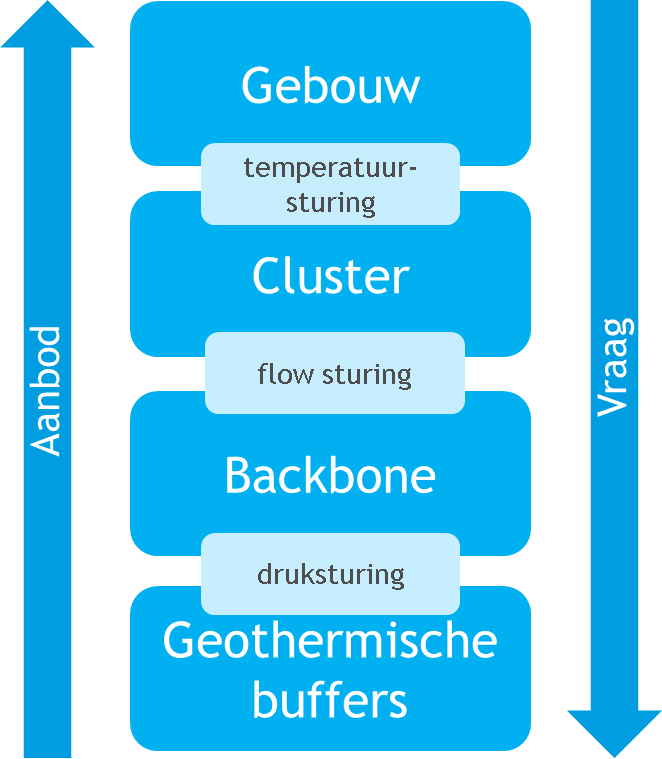 Gebouw
temperatuur-
sturing
Cluster
flow sturing
Backbone
druksturing
Geothermische
buffers
Aanbod
Vraag